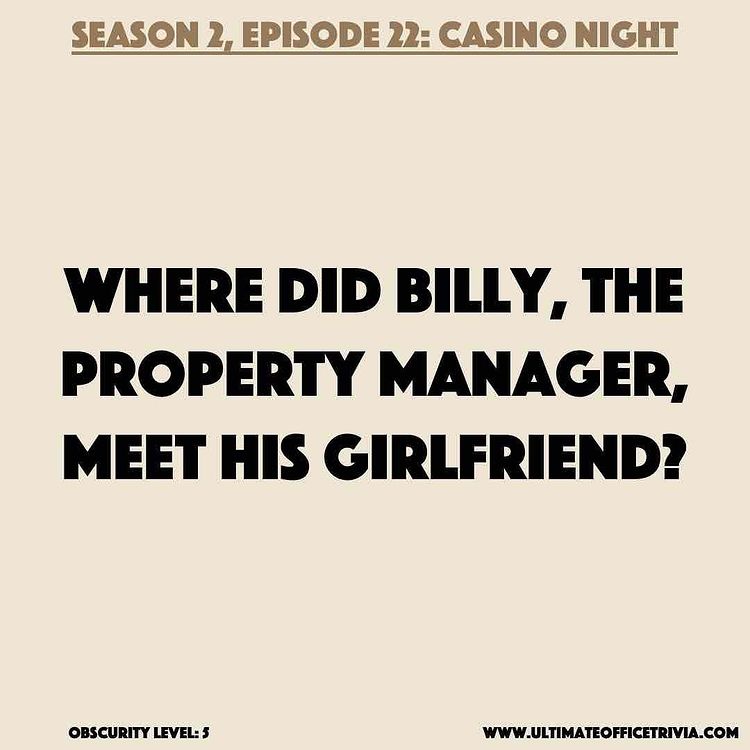 SEASON 2, EPISODE 22: CASINO NIGHT
WHERE DID BILLY, THE
PROPERTY MANAGER,
MEET HIS GIRLFRIEND?
OBSCURITY LEVEL: 5
WWW.ULTIMATEOFFICETRIVIA.COM